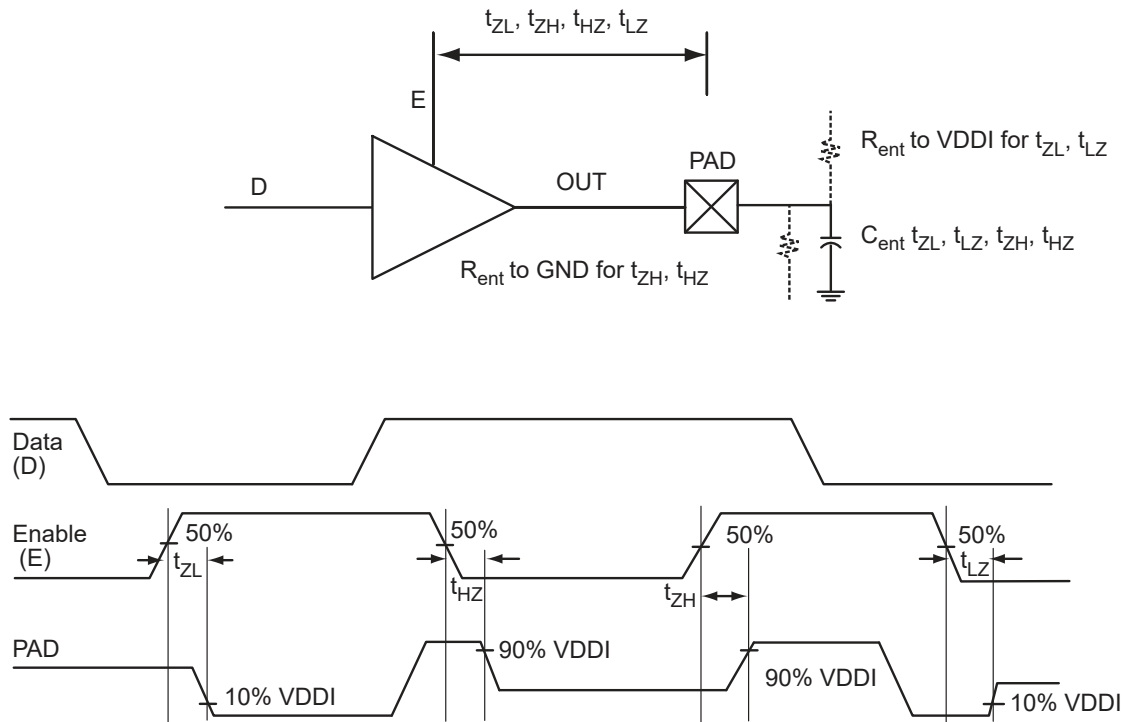 tZL, tZH, tHZ, tLZ
E
Rent to VDDI for tZL, tLZ
PAD
D
OUT
Cent tZL, tLZ, tZH, tHZ
Rent to GND for tZH, tHZ
Data
(D)
Enable
(E)
50%
50%
50%
50%
tZL
tHZ
tZH
tLZ
PAD
10% VDDI
90% VDDI
90% VDDI
10% VDDI